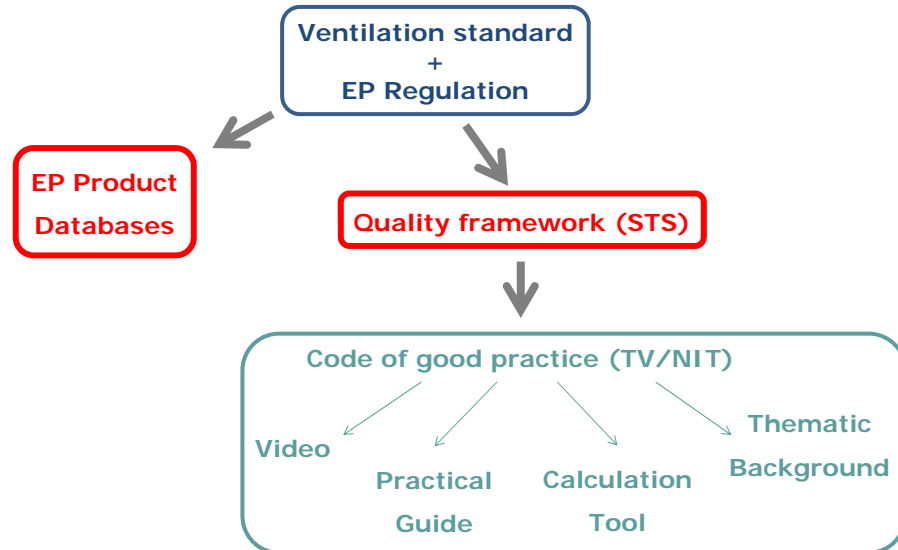 Ventilation standard
+
EP Regulation
EP Product
Databases
Quality framework (STS)
Code of good practice (TV/NIT)
Video
Practical
Guide
Calculation
Tool
Thematic
Background